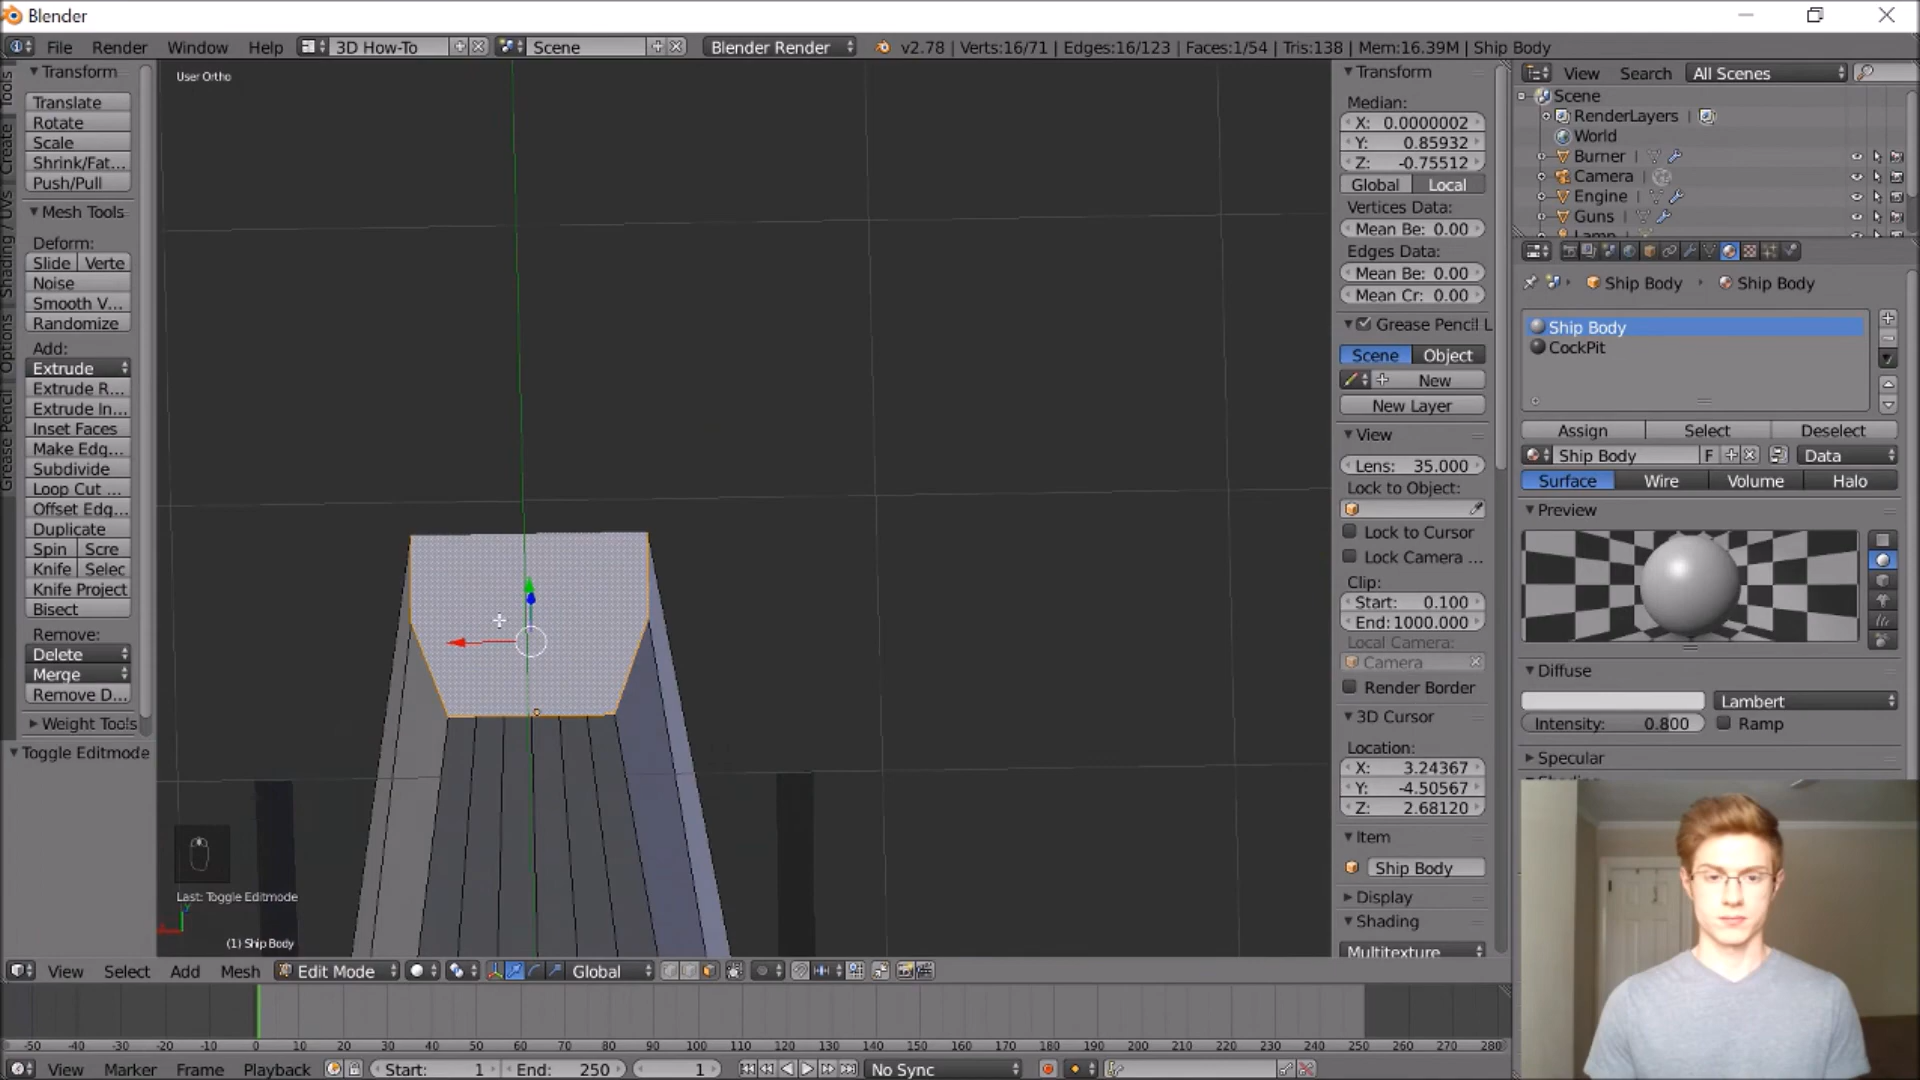 Blender
File Render Window Help 3D How-To Scene Blender Render v2.78 | Verts:16/71 | Edges:16/123 | Faces:1/54 | Tris:138 | Mem:16.39M | Ship Body
Tools
Create
Shading / UVs
Options
Grease Pencil
Transform
Translate
Rotate
Scale
Shrink/Fat...
Push/Pull
Mesh Tools
Deform:
Slide Verte
Noise
Smooth V...
Randomize
Add:
Extrude
Extrude R...
Extrude In...
Inset Faces
Make Edg...
Subdivide
Loop Cut ...
Offset Edg...
Duplicate
Spin Scre
Knife Selec
Knife Project
Bisect
Remove:
Delete
Merge
Remove D...
Weight Tools
Toggle Editmode
User Ortho
Last: Toggle Editmode
(1) Ship Body
Transform
Median:
X: 0.0000002
Y: 0.85932
Z: -0.75512
Global Local
Vertices Data:
Mean Be: 0.00
Edges Data:
Mean Be: 0.00
Mean Cr: 0.00
Grease Pencil L
Scene Object
New
New Layer
View
Lens: 35.000
Lock to Object:
Lock to Cursor
Lock Camera ...
Clip:
Start: 0.100
End: 1000.000
Local Camera:
Camera
Render Border
3D Cursor
Location:
X: 3.24367
Y: -4.50567
Z: 2.68120
Item
Ship Body
Display
Shading
Multitexture
View Search All Scenes
Scene
RenderLayers
World
Burner
Camera
Engine
Guns
Lamp
Ship Body Ship Body
Ship Body
CockPit
Assign Select Deselect
Ship Body F Data
Surface Wire Volume Halo
Preview
Diffuse
Lambert
Intensity: 0.800 Ramp
Specular
View Select Add Mesh Edit Mode Global
-50 -40 -30 -20 -10 0 10 20 30 40 50 60 70 80 90 100 110 120 130 140 150 160 170 180 190 200 210 220 230 240 250 260 270 280
View Marker Frame Playback Start: 1 End: 250 1 No Sync